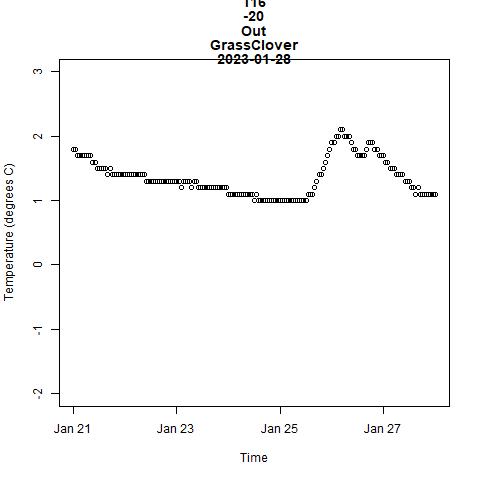 T16
-20
Out
GrassClover
2023-01-28
Temperature (degrees C)
3
2
1
0
-1
-2
Jan 21 Jan 23 Jan 25 Jan 27
Time